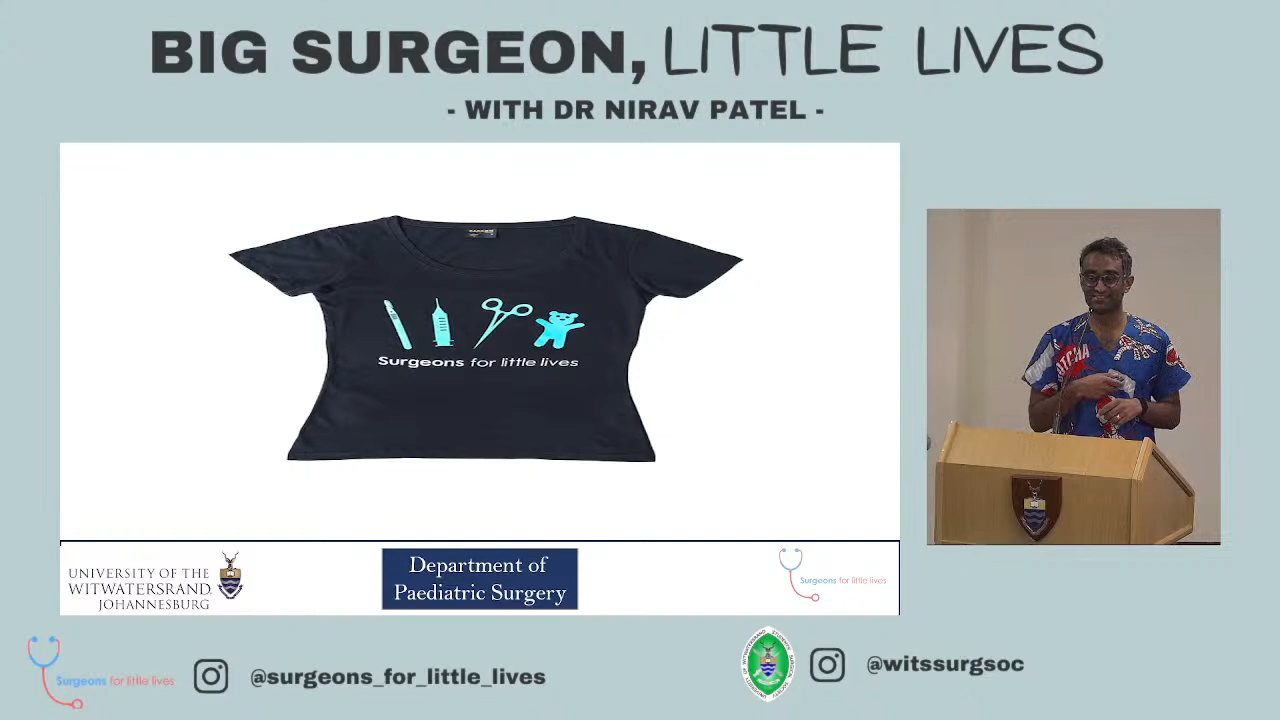 BIG SURGEON, LITTLE LIVES
- WITH DR NIRAV PATEL -
Surgeons for little lives
ATCHA
UNIVERSITY OF THE
WITWATERSRAND,
JOHANNESBURG
Department of
Paediatric Surgery
Surgeons for little lives
Surgeons for little lives
@surgeons_for_little_lives
@witssurgsoc